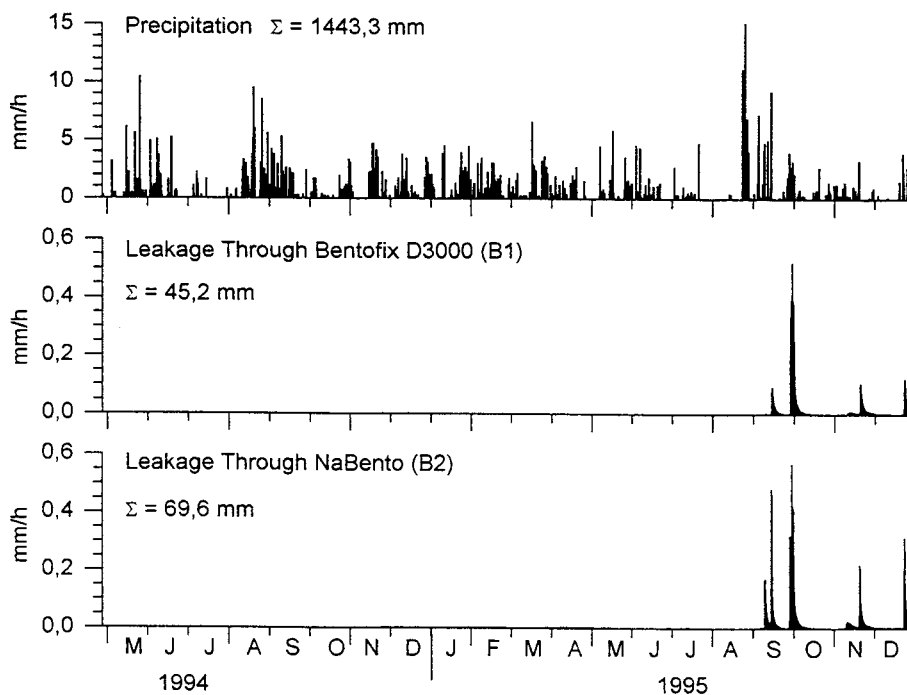 Precipitation Σ = 1443,3 mm
15
10
5
0
mm/h
Leakage Through Bentofix D3000 (B1)
Σ = 45,2 mm
0,6
0,4
0,2
0,0
mm/h
Leakage Through NaBento (B2)
Σ = 69,6 mm
0,6
0,4
0,2
0,0
mm/h
M J J A S O N D J F M A M J J A S O N D
1994 1995